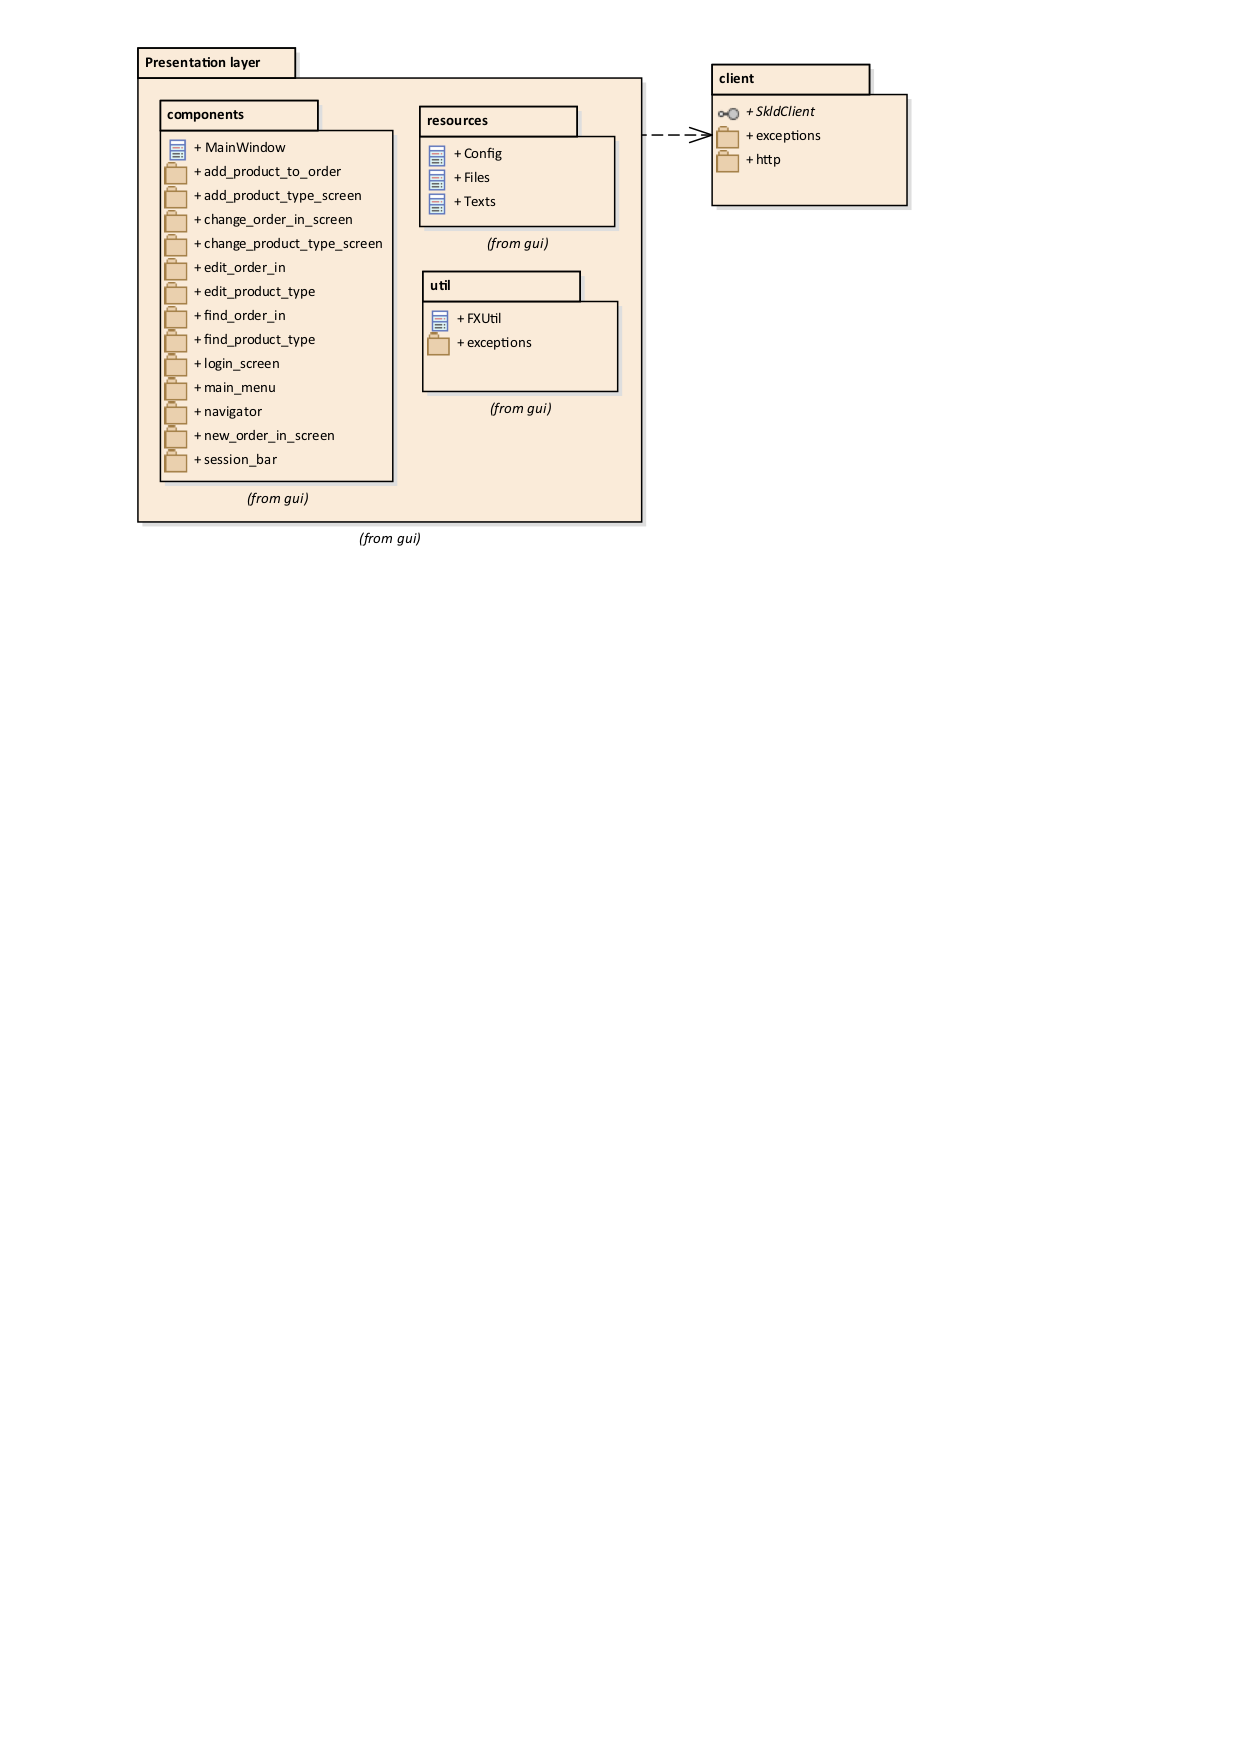 Presentation layer
components
+ MainWindow
+ add_product_to_order
+ add_product_type_screen
+ change_order_in_screen
+ change_product_type_screen
+ edit_order_in
+ edit_product_type
+ find_order_in
+ find_product_type
+ login_screen
+ main_menu
+ navigator
+ new_order_in_screen
+ session_bar
(from gui)
resources
+ Config
+ Files
+ Texts
(from gui)
util
+ FXUtil
+ exceptions
(from gui)
(from gui)
client
+ SkldClient
+ exceptions
+ http